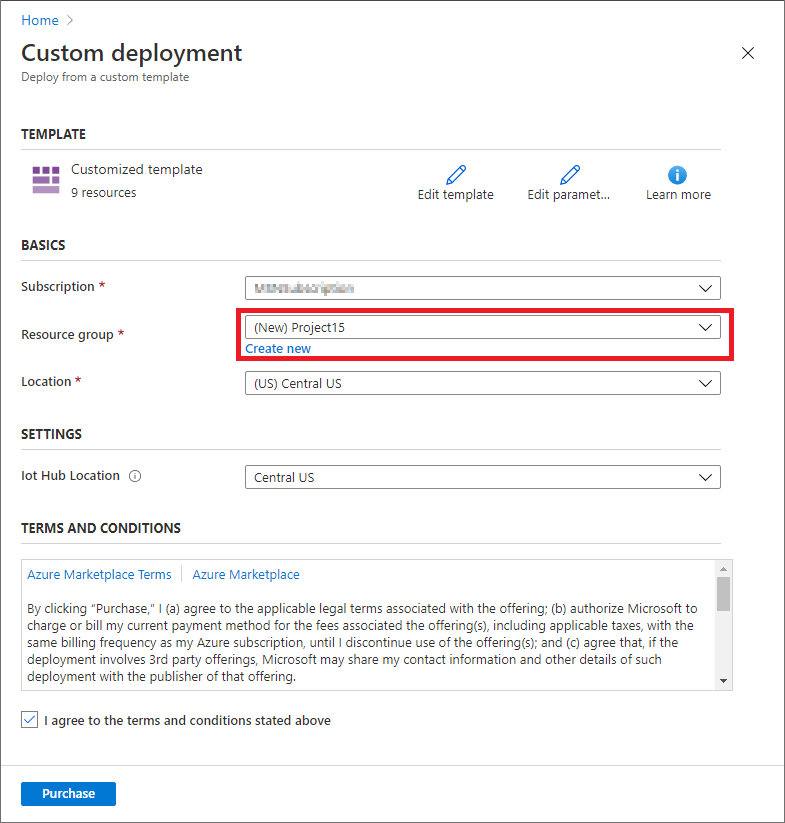 Home
Custom deployment
Deploy from a custom template
TEMPLATE
Customized template
9 resources
Edit template
Edit paramet...
Learn more
BASICS
Subscription *
Resource group *
(New) Project15
Create new
Location *
(US) Central US
SETTINGS
Iot Hub Location
Central US
TERMS AND CONDITIONS
Azure Marketplace Terms
Azure Marketplace
By clicking “Purchase,” I (a) agree to the applicable legal terms associated with the offering; (b) authorize Microsoft to
charge or bill my current payment method for the fees associated the offering(s), including applicable taxes, with the
same billing frequency as my Azure subscription, until I discontinue use of the offering(s); and (c) agree that, if the
deployment involves 3rd party offerings, Microsoft may share my contact information and other details of such
deployment with the publisher of that offering.
I agree to the terms and conditions stated above
Purchase